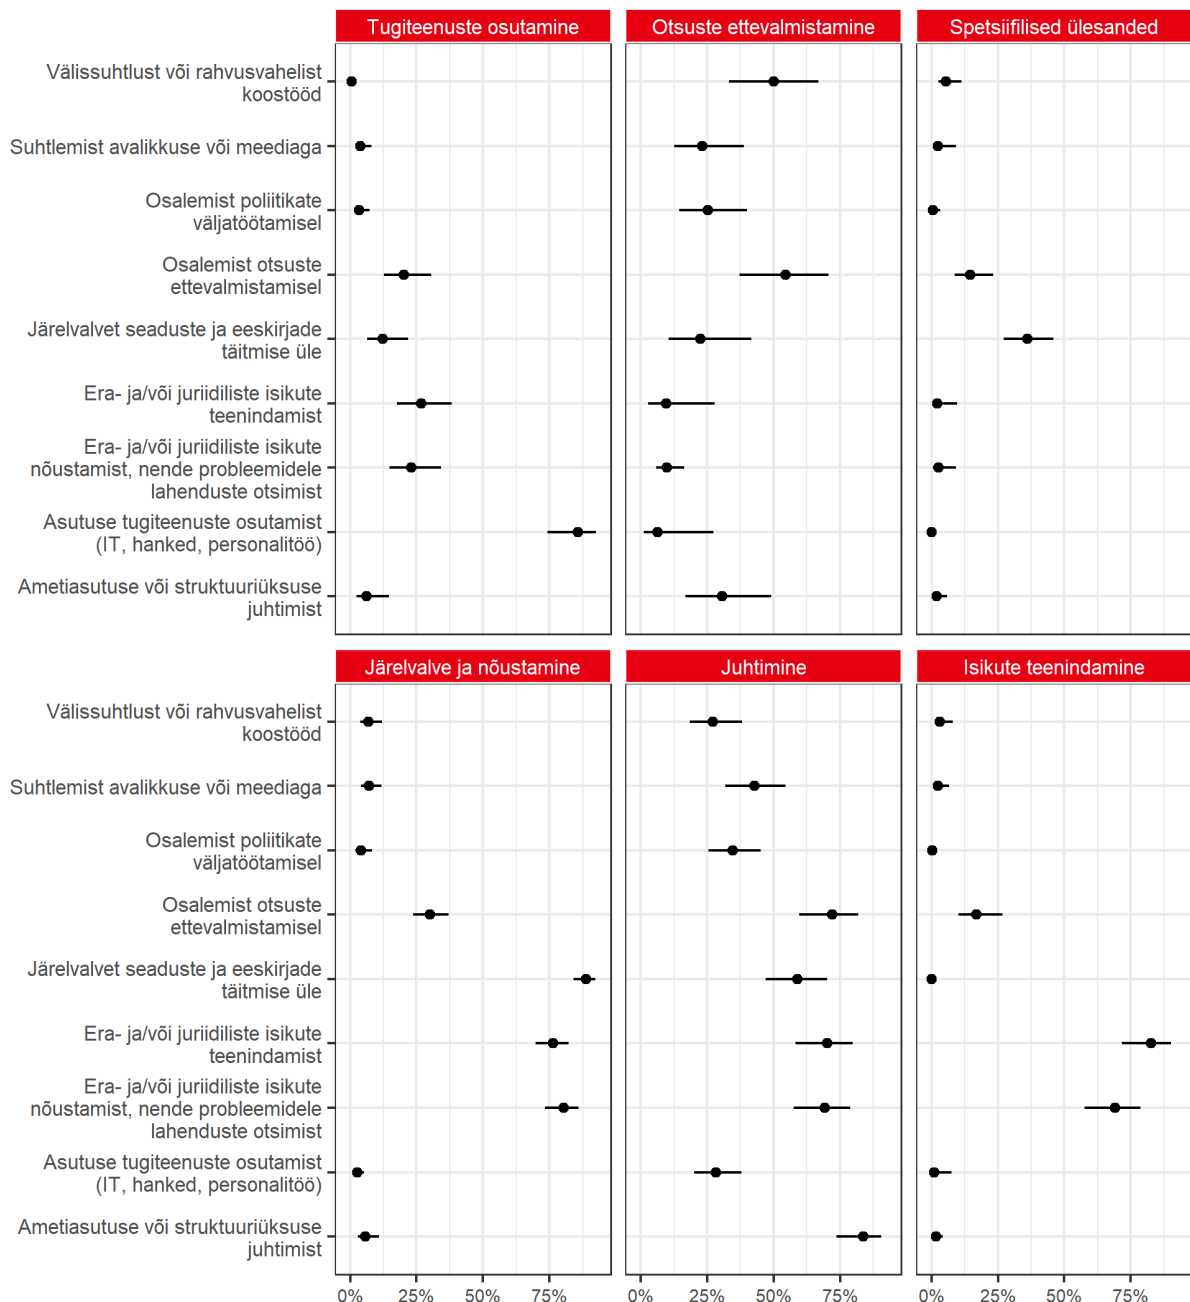 Tugiteenuste osutamine
Otsuste ettevalmistamine
Spetsiifilised ülesanded
Välissuhtlust või rahvusvahelist
koostööd
Suhtlemist avalikkuse või meediaga
Osalemist poliitikate
väljatöötamisel
Osalemist otsuste
ettevalmistamisel
Järelvalvet seaduste ja eeskirjade
täitmise üle
Era- ja/või juriidiliste isikute
teenindamist
Era- ja/või juriidiliste isikute
nõustamist, nende probleemidele
lahenduste otsimist
Asutuse tugiteenuste osutamist
(IT, hanked, personalitöö)
Ametiasutuse või struktuuriüksuse
juhtimist
Järelvalve ja nõustamine
Juhtimine
Isikute teenindamine
Välissuhtlust või rahvusvahelist
koostööd
Suhtlemist avalikkuse või meediaga
Osalemist poliitikate
väljatöötamisel
Osalemist otsuste
ettevalmistamisel
Järelvalvet seaduste ja eeskirjade
täitmise üle
Era- ja/või juriidiliste isikute
teenindamist
Era- ja/või juriidiliste isikute
nõustamist, nende probleemidele
lahenduste otsimist
Asutuse tugiteenuste osutamist
(IT, hanked, personalitöö)
Ametiasutuse või struktuuriüksuse
juhtimist
0% 25% 50% 75%
0% 25% 50% 75%
0% 25% 50% 75%